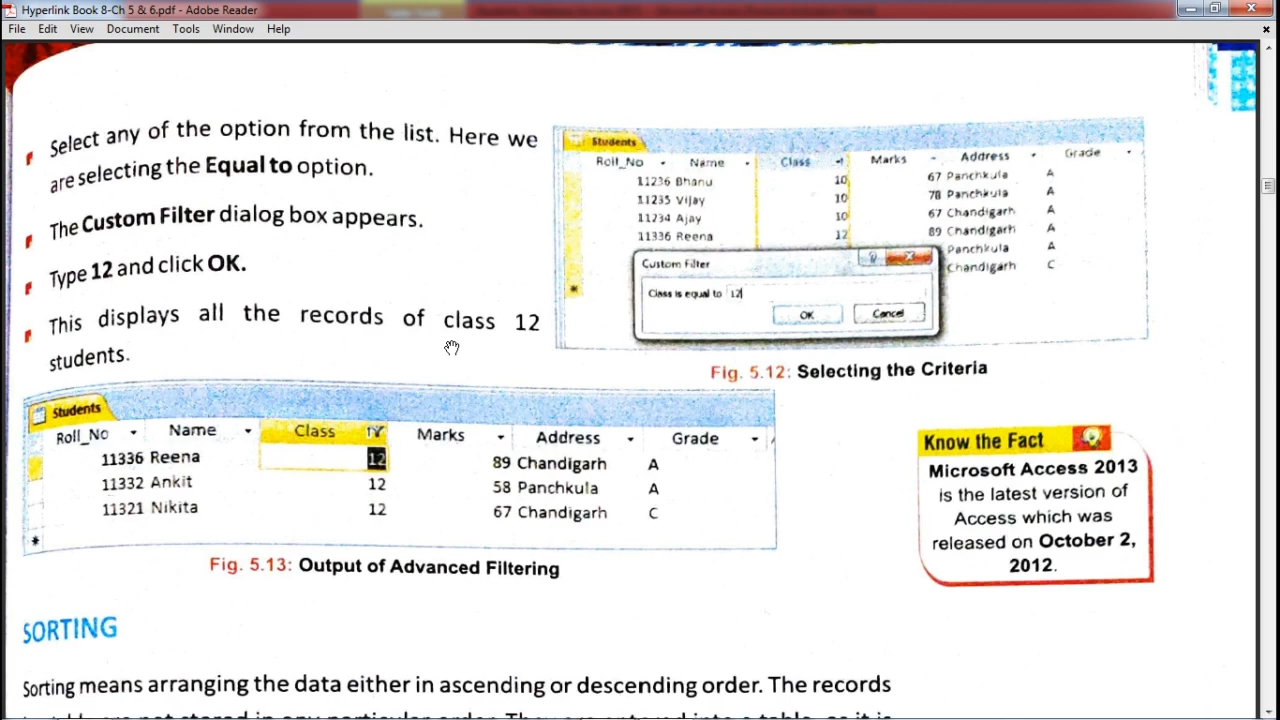 Hyperlink Book 8-Ch 5 & 6.pdf - Adobe Reader
File Edit View Document Tools Window Help
Select any of the option from the list. Here we
are selecting the Equal to option.
The Custom Filter dialog box appears.
Type 12 and click OK.
This displays all the records of class 12
students.
Students
Roll_No Name Class Marks Address Grade
11236 Bhanu 10 67 Panchkula A
11235 Vijay 10 78 Panchkula A
11234 Ajay 10 67 Chandigarh A
11336 Reena 12 89 Chandigarh A
Panchkula A
Chandigarh C
Custom Filter
Class is equal to 12
OK Cancel
Fig. 5.12: Selecting the Criteria
Students
Roll_No Name Class Marks Address Grade
11336 Reena 12 89 Chandigarh A
11332 Ankit 12 58 Panchkula A
11321 Nikita 12 67 Chandigarh C
Fig. 5.13: Output of Advanced Filtering
Know the Fact
Microsoft Access 2013
is the latest version of
Access which was
released on October 2,
2012.
SORTING
Sorting means arranging the data either in ascending or descending order. The records